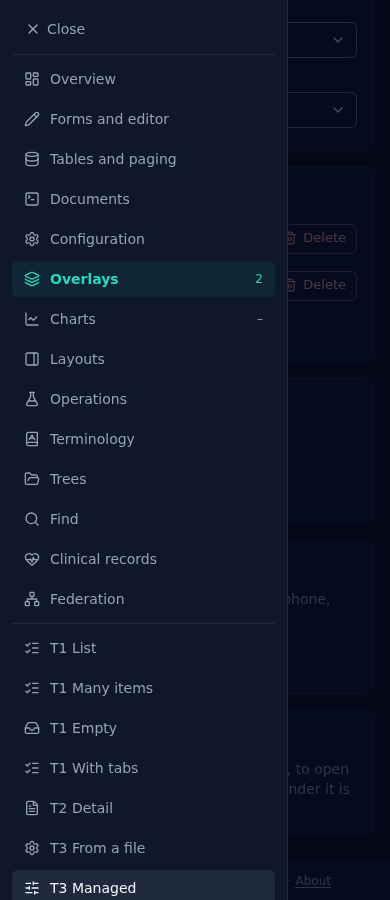 Close
Overview
Forms and editor
Tables and paging
Documents
Configuration
Delete
Overlays 2
Delete
Charts –
Layouts
Operations
Terminology
Trees
Find
Clinical records
Federation
phone,
T1 List
T1 Many items
T1 Empty
T1 With tabs
, to open
nder it is
T2 Detail
T3 From a file
T3 Managed
About